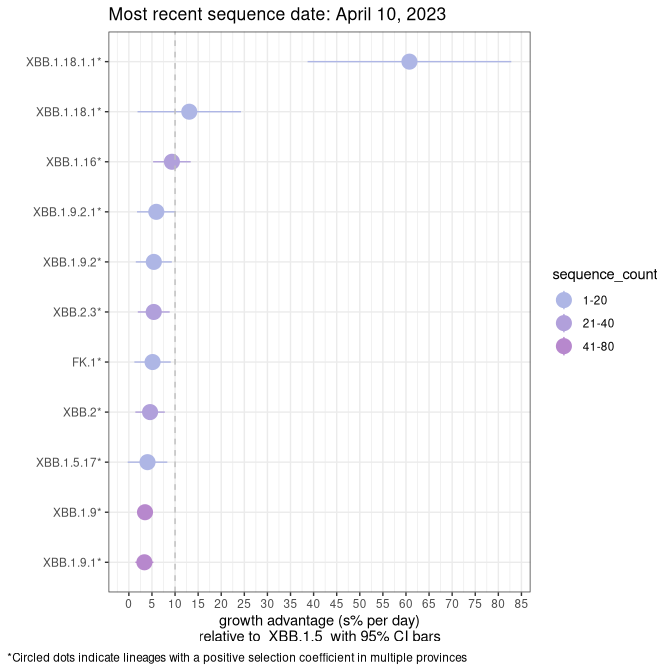 Most recent sequence date: April 10, 2023
XBB.1.18.1.1*
XBB.1.18.1*
XBB.1.16*
XBB.1.9.2.1*
XBB.1.9.2*
XBB.2.3*
FK.1*
XBB.2*
XBB.1.5.17*
XBB.1.9*
XBB.1.9.1*
0 5 10 15 20 25 30 35 40 45 50 55 60 65 70 75 80 85
growth advantage (s% per day)
relative to XBB.1.5 with 95% CI bars
sequence_count
1-20
21-40
41-80
*Circled dots indicate lineages with a positive selection coefficient in multiple provinces